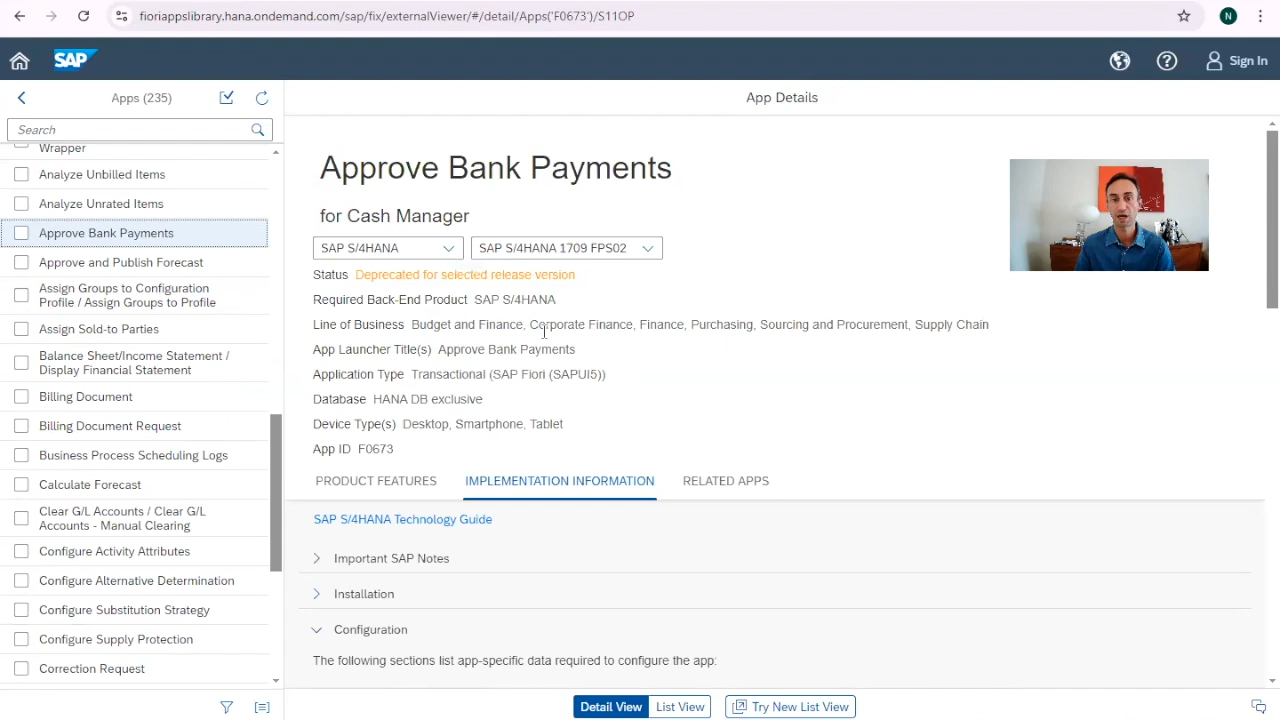 fioriappslibrary.hana.ondemand.com/sap/fix/externalViewer/#/detail/Apps('F0673')/S11OP
N
SAP
Sign In
Apps (235)
App Details
Search
Wrapper
Analyze Unbilled Items
Analyze Unrated Items
Approve Bank Payments
Approve and Publish Forecast
Assign Groups to Configuration
Profile / Assign Groups to Profile
Assign Sold-to Parties
Balance Sheet/Income Statement /
Display Financial Statement
Billing Document
Billing Document Request
Business Process Scheduling Logs
Calculate Forecast
Clear G/L Accounts / Clear G/L
Accounts - Manual Clearing
Configure Activity Attributes
Configure Alternative Determination
Configure Substitution Strategy
Configure Supply Protection
Correction Request
Approve Bank Payments
for Cash Manager
SAP S/4HANA
SAP S/4HANA 1709 FPS02
Status Deprecated for selected release version
Required Back-End Product SAP S/4HANA
Line of Business Budget and Finance, Corporate Finance, Finance, Purchasing, Sourcing and Procurement, Supply Chain
App Launcher Title(s) Approve Bank Payments
Application Type Transactional (SAP Fiori (SAPUI5))
Database HANA DB exclusive
Device Type(s) Desktop, Smartphone, Tablet
App ID F0673
PRODUCT FEATURES IMPLEMENTATION INFORMATION RELATED APPS
SAP S/4HANA Technology Guide
Important SAP Notes
Installation
Configuration
The following sections list app-specific data required to configure the app:
Detail View List View Try New List View